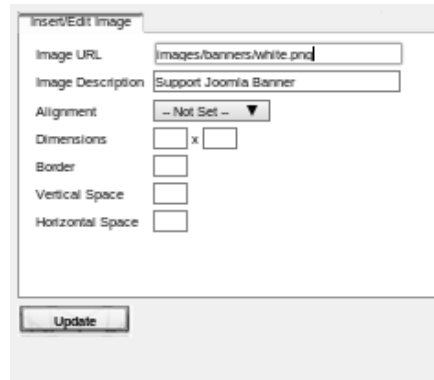 Insert/Edit Image
Image URL images/banners/white.png
Image Description Support Joomla Banner
Alignment -- Not Set --
Dimensions x
Border
Vertical Space
Horizontal Space
Update